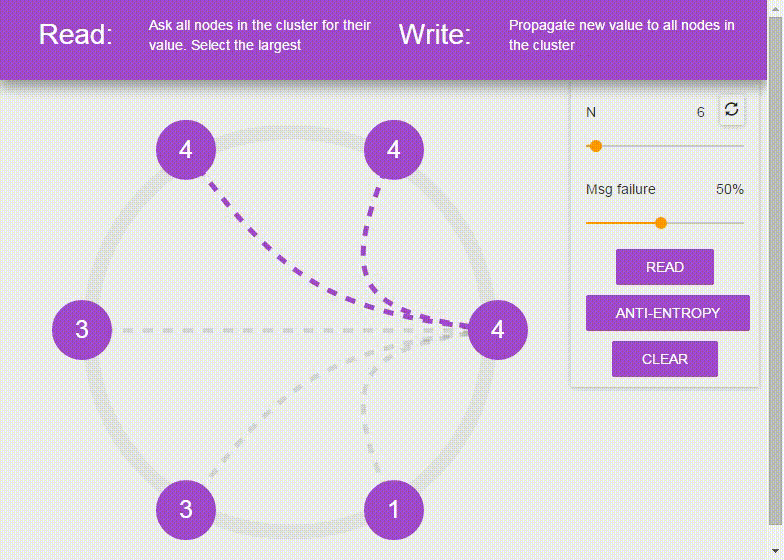 Read:
Ask all nodes in the cluster for their
value. Select the largest
Write:
Propagate new value to all nodes in
the cluster
N 6
Msg failure 50%
READ
ANTI-ENTROPY
CLEAR
4 4
3 4
3 1